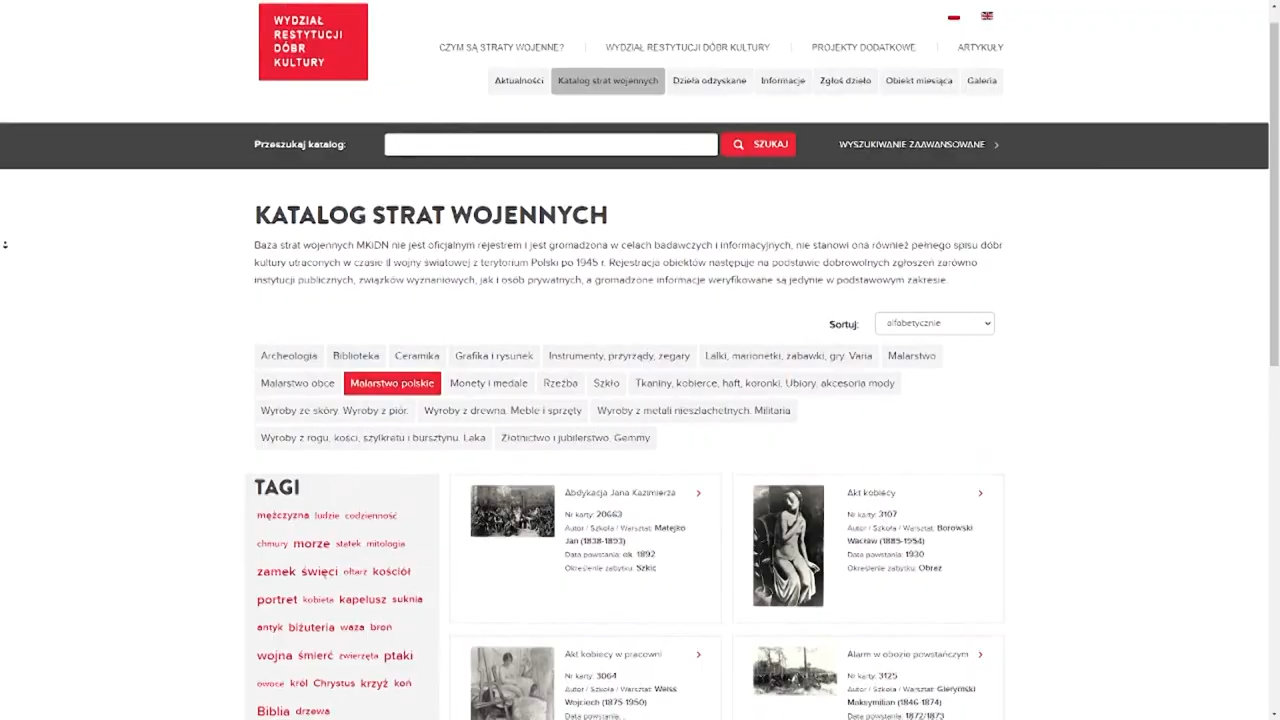 WYDZIAŁ
RESTYTUCJI
DÓBR
KULTURY
CZYM SĄ STRATY WOJENNE?
WYDZIAŁ RESTYTUCJI DÓBR KULTURY
PROJEKTY DODATKOWE
ARTYKUŁY
Aktualności
Katalog strat wojennych
Dzieła odzyskane
Informacje
Zgłoś dzieło
Obiekt miesiąca
Galeria
Przeszukaj katalog:
SZUKAJ
WYSZUKIWANIE ZAAWANSOWANE
KATALOG STRAT WOJENNYCH
Baza strat wojennych MKiDN nie jest oficjalnym rejestrem i jest gromadzona w celach badawczych i informacyjnych, nie stanowi ona również pełnego spisu dóbr
kultury utraconych w czasie II wojny światowej z terytorium Polski po 1945 r. Rejestracja obiektów następuje na podstawie dobrowolnych zgłoszeń zarówno
instytucji publicznych, związków wyznaniowych, jak i osób prywatnych, a gromadzone informacje weryfikowane są jedynie w podstawowym zakresie.
Sortuj:
alfabetycznie
Archeologia Biblioteka Ceramika Grafika i rysunek Instrumenty, przyrządy, zegary Lalki, marionetki, zabawki, gry. Varia Malarstwo
Malarstwo obce Malarstwo polskie Monety i medale Rzeźba Szkło Tkaniny, kobierce, haft, koronki. Ubiory, akcesoria mody
Wyroby ze skóry. Wyroby z piór. Wyroby z drewna. Meble i sprzęty Wyroby z metali nieszlachetnych. Militaria
Wyroby z rogu, kości, szylkretu i bursztynu. Laka Złotnictwo i jubilerstwo. Gemmy
TAGI
mężczyzna ludzie codzienność
chmury morze statek mitologia
zamek święci ołtarz kościół
portret kobieta kapelusz suknia
antyk biżuteria waza broń
wojna śmierć zwierzęta ptaki
owoce król Chrystus krzyż koń
Biblia drzewa
Abdykacja Jana Kazimierza
Nr karty: 20663
Autor / Szkoła / Warsztat: Matejko
Jan (1838-1893)
Data powstania: ok. 1892
Określenie zabytku: Szkic
Akt kobiecy
Nr karty: 3107
Autor / Szkoła / Warsztat: Borowski
Wacław (1885-1954)
Data powstania: 1930
Określenie zabytku: Obraz
Akt kobiecy w pracowni
Nr karty: 3064
Autor / Szkoła / Warsztat: Weiss
Wojciech (1875-1950)
Data powstania: .
Alarm w obozie powstańczym
Nr karty: 3125
Autor / Szkoła / Warsztat: Gierymski
Maksymilian (1846-1874)
Data powstania: 1872/1873